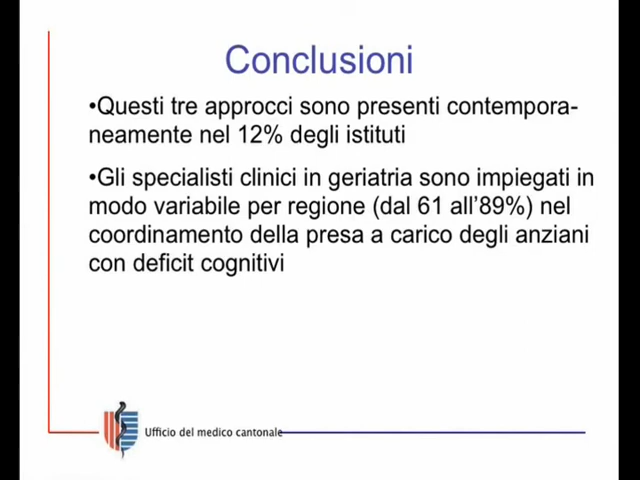 Conclusioni
•Questi tre approcci sono presenti contempora-
neamente nel 12% degli istituti
•Gli specialisti clinici in geriatria sono impiegati in
modo variabile per regione (dal 61 all'89%) nel
coordinamento della presa a carico degli anziani
con deficit cognitivi
Ufficio del medico cantonale